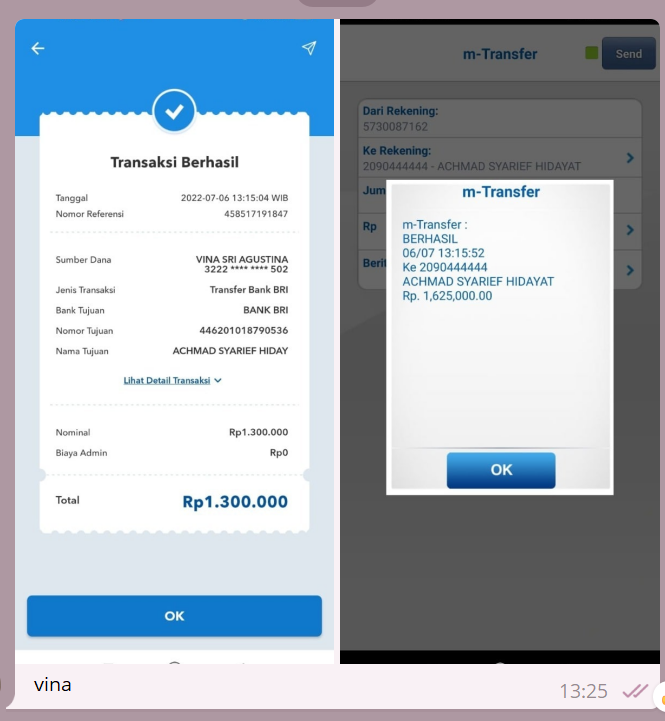 Transaksi Berhasil
Tanggal 2022-07-06 13:15:04 WIB
Nomor Referensi 458517191847
Sumber Dana VINA SRI AGUSTINA
3222 **** **** 502
Jenis Transaksi Transfer Bank BRI
Bank Tujuan BANK BRI
Nomor Tujuan 446201018790536
Nama Tujuan ACHMAD SYARIEF HIDAY
Lihat Detail Transaksi
Nominal Rp1.300.000
Biaya Admin Rp0
Total Rp1.300.000
OK
m-Transfer Send
Dari Rekening:
5730087162
Ke Rekening:
2090444444 - ACHMAD SYARIEF HIDAYAT
Jum
Rp
Beri
m-Transfer
m-Transfer :
BERHASIL
06/07 13:15:52
Ke 2090444444
ACHMAD SYARIEF HIDAYAT
Rp. 1,625,000.00
OK
vina
13:25